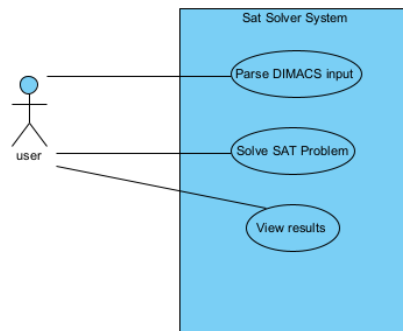 Sat Solver System
Parse DIMACS input
user
Solve SAT Problem
View results